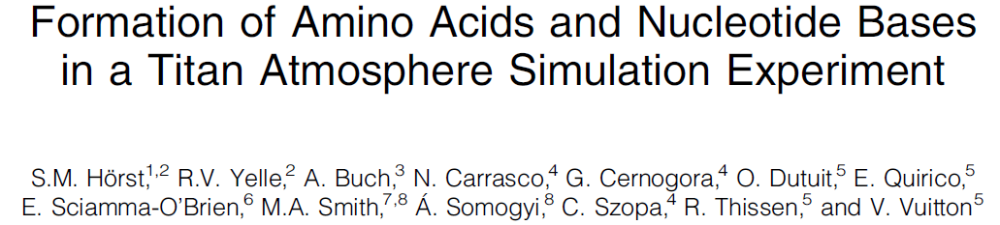 Formation of Amino Acids and Nucleotide Bases
in a Titan Atmosphere Simulation Experiment
S.M. Hörst,1,2 R.V. Yelle,2 A. Buch,3 N. Carrasco,4 G. Cernogora,4 O. Dutuit,5 E. Quirico,5
E. Sciamma-O'Brien,6 M.A. Smith,7,8 Á. Somogyi,8 C. Szopa,4 R. Thissen,5 and V. Vuitton5